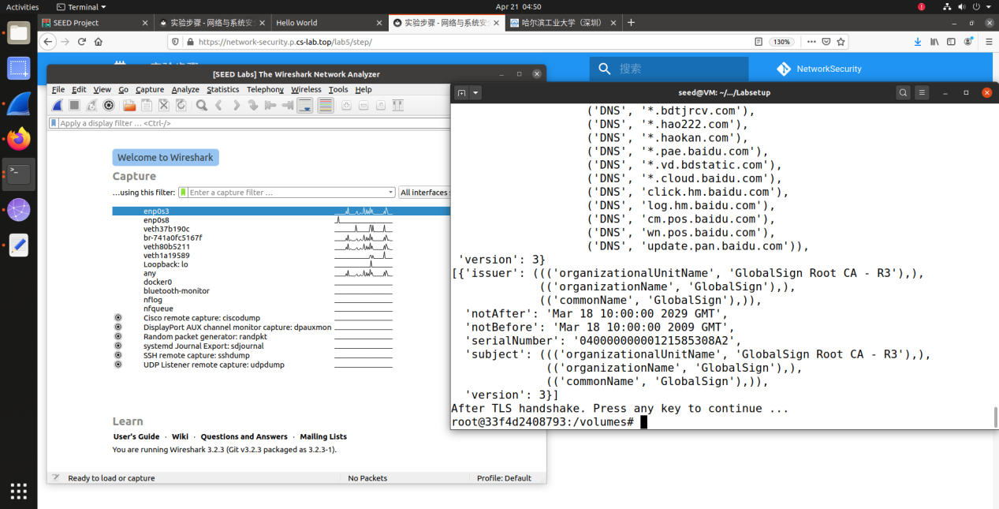 Activities
Terminal
Apr 21 04:50
SEED Project
实验步骤 - 网络与系统安全
Hello World
实验步骤 - 网络与系统安全
哈尔滨工业大学（深圳）
https://network-security.p.cs-lab.top/lab5/step/
130%
搜索
NetworkSecurity
[SEED Labs] The Wireshark Network Analyzer
File Edit View Go Capture Analyze Statistics Telephony Wireless Tools Help
Apply a display filter … <Ctrl-/>
Welcome to Wireshark
Capture
…using this filter:
Enter a capture filter …
All interfaces
enp0s3
enp0s8
veth37b190c
br-741a0fc5167f
veth80b5211
veth1a19589
Loopback: lo
any
docker0
bluetooth-monitor
nflog
nfqueue
Cisco remote capture: ciscodump
DisplayPort AUX channel monitor capture: dpauxmon
Random packet generator: randpkt
systemd Journal Export: sdjournal
SSH remote capture: sshdump
UDP Listener remote capture: udpdump
Learn
User's Guide · Wiki · Questions and Answers · Mailing Lists
You are running Wireshark 3.2.3 (Git v3.2.3 packaged as 3.2.3-1).
Ready to load or capture
No Packets
Profile: Default
seed@VM: ~/.../Labsetup
('DNS', '*.bdtjrcv.com'),
('DNS', '*.hao222.com'),
('DNS', '*.haokan.com'),
('DNS', '*.pae.baidu.com'),
('DNS', '*.vd.bdstatic.com'),
('DNS', '*.cloud.baidu.com'),
('DNS', 'click.hm.baidu.com'),
('DNS', 'log.hm.baidu.com'),
('DNS', 'cm.pos.baidu.com'),
('DNS', 'wn.pos.baidu.com'),
('DNS', 'update.pan.baidu.com')),
'version': 3}
[{'issuer': ((('organizationalUnitName', 'GlobalSign Root CA - R3'),),
(('organizationName', 'GlobalSign'),),
(('commonName', 'GlobalSign'),)),
'notAfter': 'Mar 18 10:00:00 2029 GMT',
'notBefore': 'Mar 18 10:00:00 2009 GMT',
'serialNumber': '04000000000121585308A2',
'subject': ((('organizationalUnitName', 'GlobalSign Root CA - R3'),),
(('organizationName', 'GlobalSign'),),
(('commonName', 'GlobalSign'),)),
'version': 3}]
After TLS handshake. Press any key to continue ...
root@33f4d2408793:/volumes#